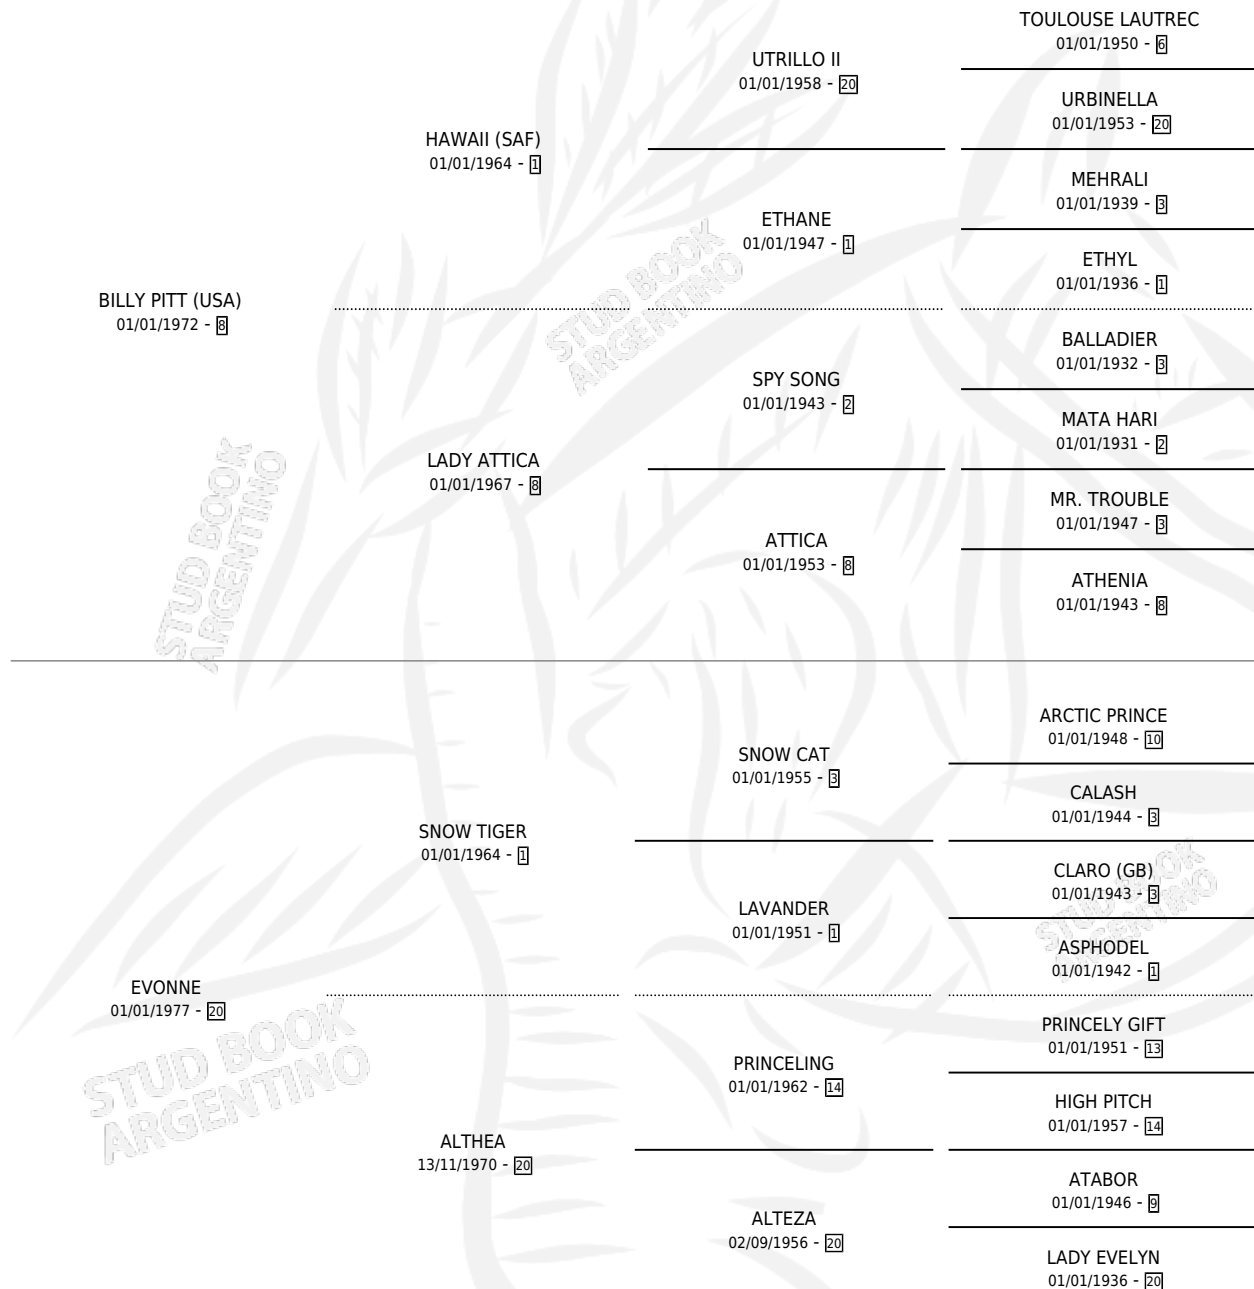 TOULOUSE LAUTREC
01/01/1950 - 6
UTRILLO II
01/01/1958 - 20
URBINELLA
01/01/1953 - 20
HAWAII (SAF)
01/01/1964 - 1
MEHRALI
01/01/1939 - 3
ETHANE
01/01/1947 - 1
ETHYL
01/01/1936 - 1
BILLY PITT (USA)
01/01/1972 - 8
BALLADIER
01/01/1932 - 3
SPY SONG
01/01/1943 - 2
MATA HARI
01/01/1931 - 2
LADY ATTICA
01/01/1967 - 8
MR. TROUBLE
01/01/1947 - 3
ATTICA
01/01/1953 - 8
ATHENIA
01/01/1943 - 8
STUD BOOK
ARGENTINO
STUD BOOK
ARGENTINO
ARCTIC PRINCE
01/01/1948 - 10
SNOW CAT
01/01/1955 - 3
CALASH
01/01/1944 - 3
SNOW TIGER
01/01/1964 - 1
CLARO (GB)
01/01/1943 - 3
LAVANDER
01/01/1951 - 1
ASPHODEL
01/01/1942 - 1
EVONNE
01/01/1977 - 20
PRINCELY GIFT
01/01/1951 - 13
PRINCELING
01/01/1962 - 14
HIGH PITCH
01/01/1957 - 14
ALTHEA
13/11/1970 - 20
ATABOR
01/01/1946 - 9
ALTEZA
02/09/1956 - 20
LADY EVELYN
01/01/1936 - 20
STUD BOOK
ARGENTINO
STUD BOOK
ARGENTINO